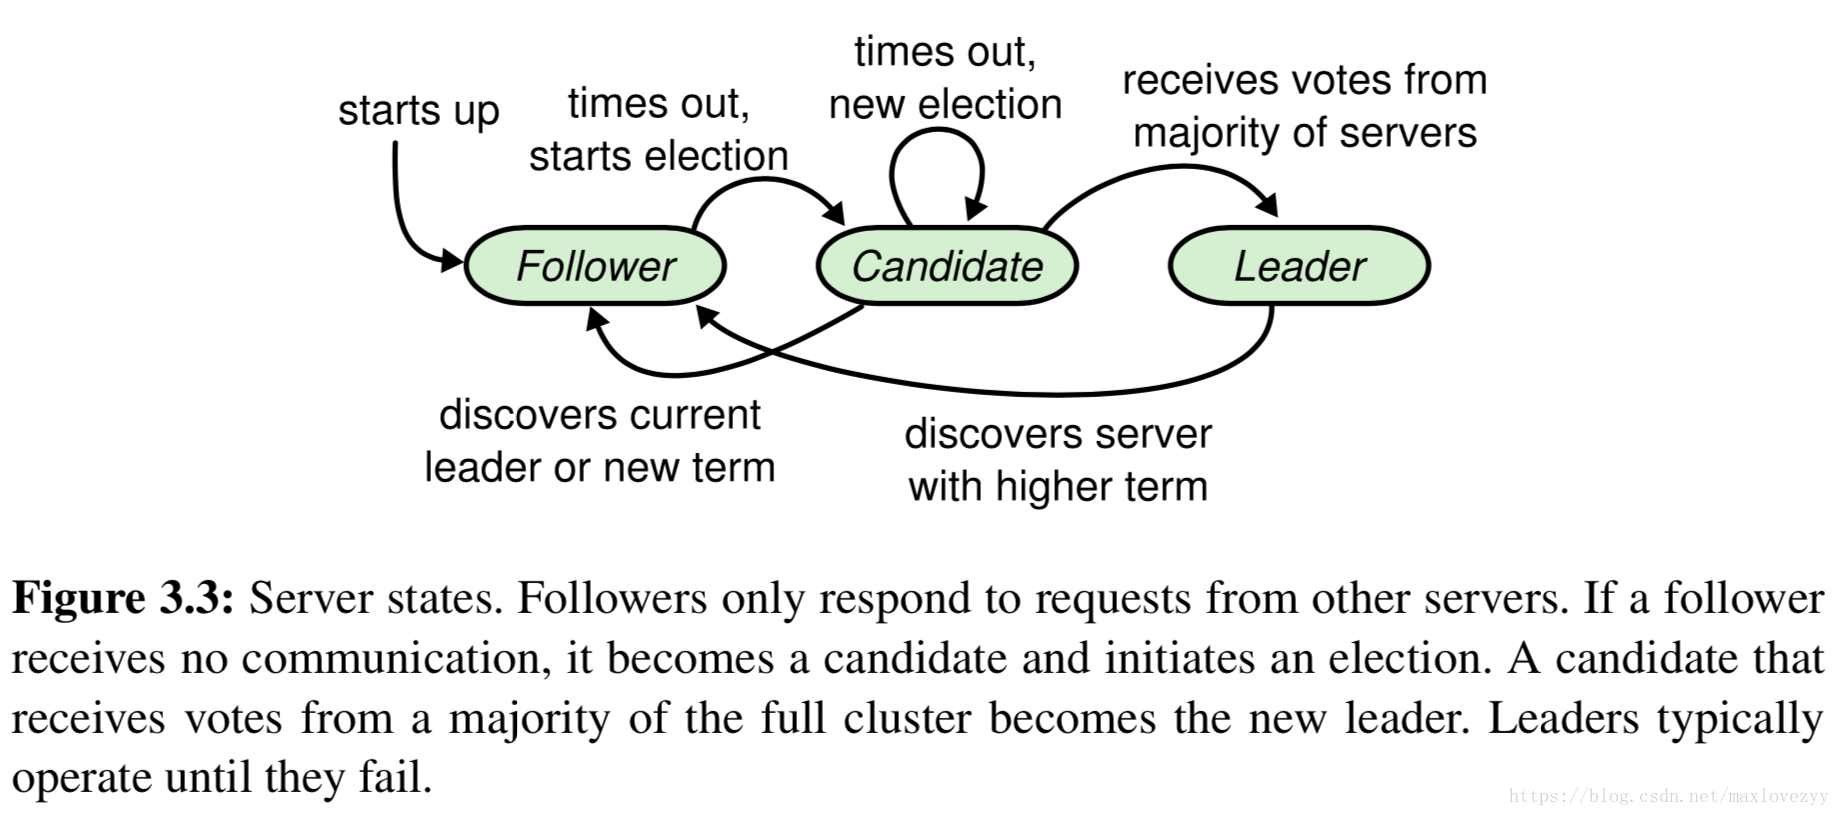 starts up
times out,
starts election
times out,
new election
receives votes from
majority of servers
Follower
Candidate
Leader
discovers current
leader or new term
discovers server
with higher term
Figure 3.3: Server states. Followers only respond to requests from other servers. If a follower
receives no communication, it becomes a candidate and initiates an election. A candidate that
receives votes from a majority of the full cluster becomes the new leader. Leaders typically
operate until they fail.
https://blog.csdn.net/maxlovezyy